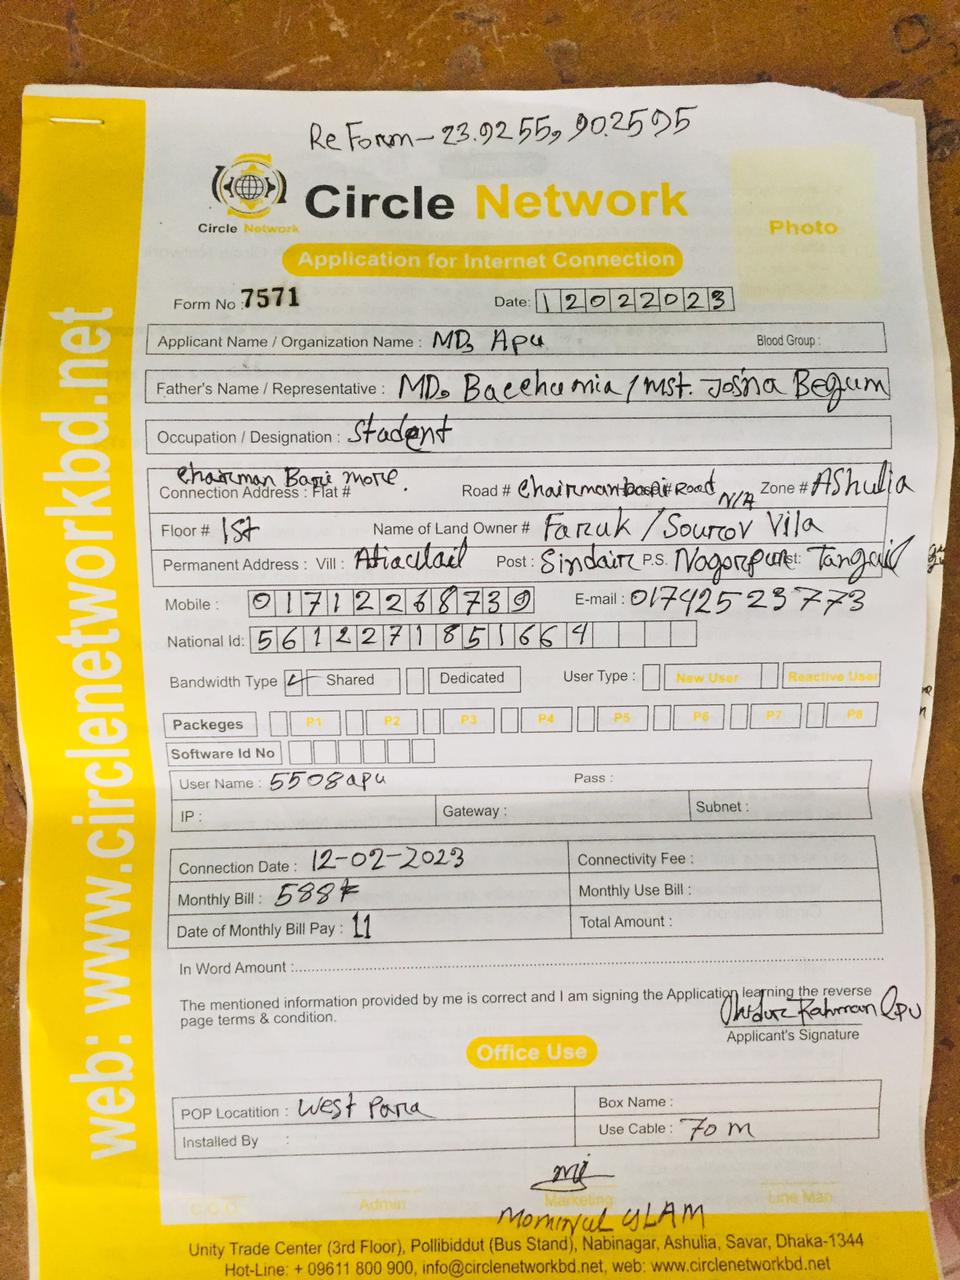 Re Form - 23.9255, 90.2595
Circle Network
Circle Network
Photo
Application for Internet Connection
Form No : 7571
Date: 12022023
Applicant Name / Organization Name : MD. Apu Blood Group :
Father's Name / Representative : MD. Bacchu mia / mst. Josna Begum
Occupation / Designation : Student
Chairman Bari more.
Connection Address : Flat # Road # Chairman bari Road N/A Zone # Ashulia
Floor # 1st Name of Land Owner # Faruk / Sourov Vila
Permanent Address : Vill : Post : Sindair P.S. Nogorpur Tangail
Mobile : 01712268739 E-mail : 01742523773
National Id: 5612271851664
Bandwidth Type Shared Dedicated User Type : New User Reactive User
Packeges P1 P2 P3 P4 P5 P6 P7 P8
Software Id No
User Name : 5508apu Pass :
IP : Gateway : Subnet :
Connection Date : 12-02-2023 Connectivity Fee :
Monthly Bill : 588 Monthly Use Bill :
Date of Monthly Bill Pay : 11 Total Amount :
In Word Amount :
The mentioned information provided by me is correct and I am signing the Application learning the reverse
page terms & condition.
Rahman Apu
Applicant's Signature
Office Use
POP Locatition : West Para Box Name :
Installed By : Use Cable : 70 m
C.O.O Admin Marketing Line Man
Mominul ISLAM
Unity Trade Center (3rd Floor), Pollibiddut (Bus Stand), Nabinagar, Ashulia, Savar, Dhaka-1344
Hot-Line: + 09611 800 900, info@circlenetworkbd.net, web: www.circlenetworkbd.net
web: www.circlenetworkbd.net